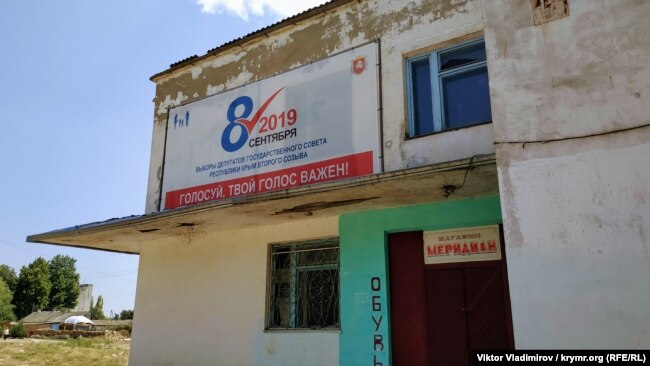 8 2019
СЕНТЯБРЯ
ВЫБОРЫ ДЕПУТАТОВ ГОСУДАРСТВЕННОГО СОВЕТА
РЕСПУБЛИКИ КРЫМ ВТОРОГО СОЗЫВА
ГОЛОСУЙ, ТВОЙ ГОЛОС ВАЖЕН!
МАГАЗИН
МЕРИДИАН
ОБУВЬ
Viktor Vladimirov / krymr.org (RFE/RL)